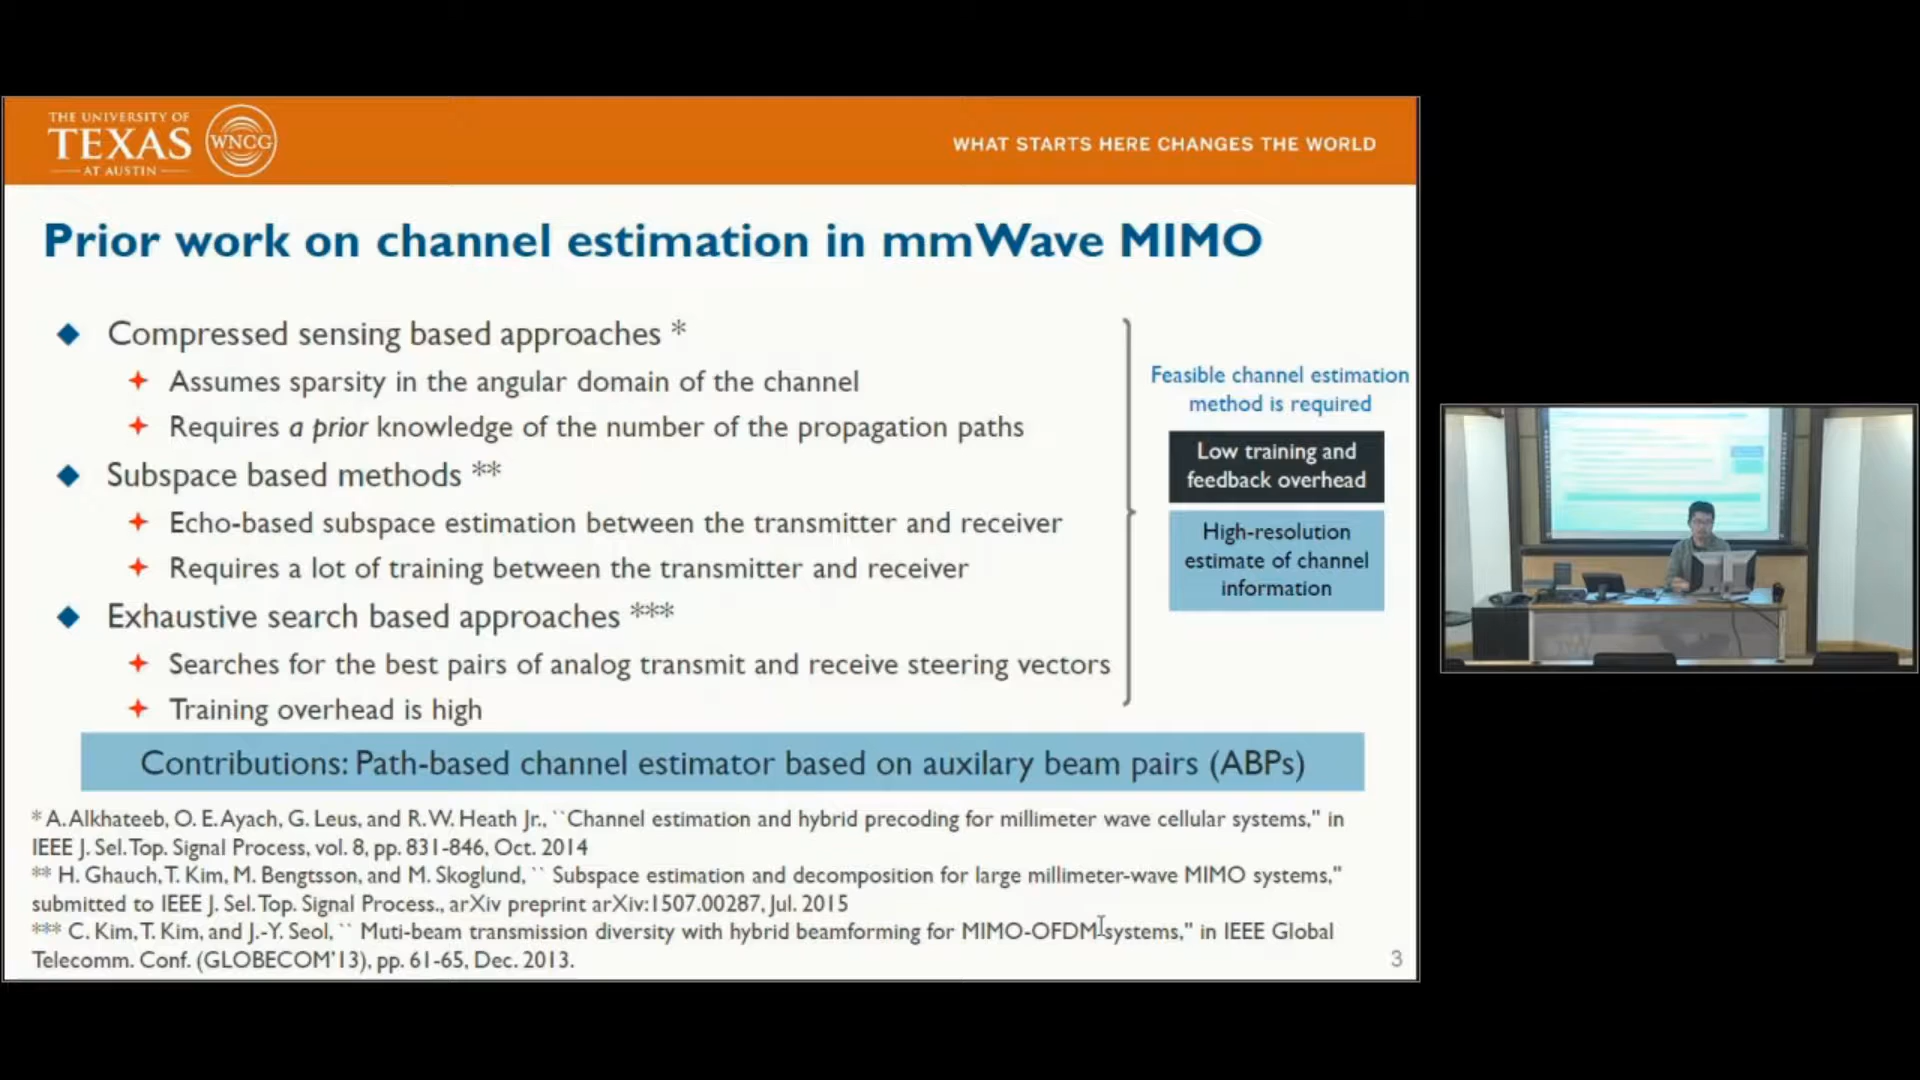 THE UNIVERSITY OF
TEXAS
AT AUSTIN
WNCG
WHAT STARTS HERE CHANGES THE WORLD
Prior work on channel estimation in mmWave MIMO
Compressed sensing based approaches *
Assumes sparsity in the angular domain of the channel
Requires a prior knowledge of the number of the propagation paths
Subspace based methods **
Echo-based subspace estimation between the transmitter and receiver
Requires a lot of training between the transmitter and receiver
Exhaustive search based approaches ***
Searches for the best pairs of analog transmit and receive steering vectors
Training overhead is high
Feasible channel estimation
method is required
Low training and
feedback overhead
High-resolution
estimate of channel
information
Contributions: Path-based channel estimator based on auxilary beam pairs (ABPs)
* A. Alkhateeb, O. E. Ayach, G. Leus, and R. W. Heath Jr., ``Channel estimation and hybrid precoding for millimeter wave cellular systems," in
IEEE J. Sel. Top. Signal Process, vol. 8, pp. 831-846, Oct. 2014
** H. Ghauch, T. Kim, M. Bengtsson, and M. Skoglund, `` Subspace estimation and decomposition for large millimeter-wave MIMO systems,"
submitted to IEEE J. Sel. Top. Signal Process., arXiv preprint arXiv:1507.00287, Jul. 2015
*** C. Kim, T. Kim, and J.-Y. Seol, `` Muti-beam transmission diversity with hybrid beamforming for MIMO-OFDM systems," in IEEE Global
Telecomm. Conf. (GLOBECOM'13), pp. 61-65, Dec. 2013.
3